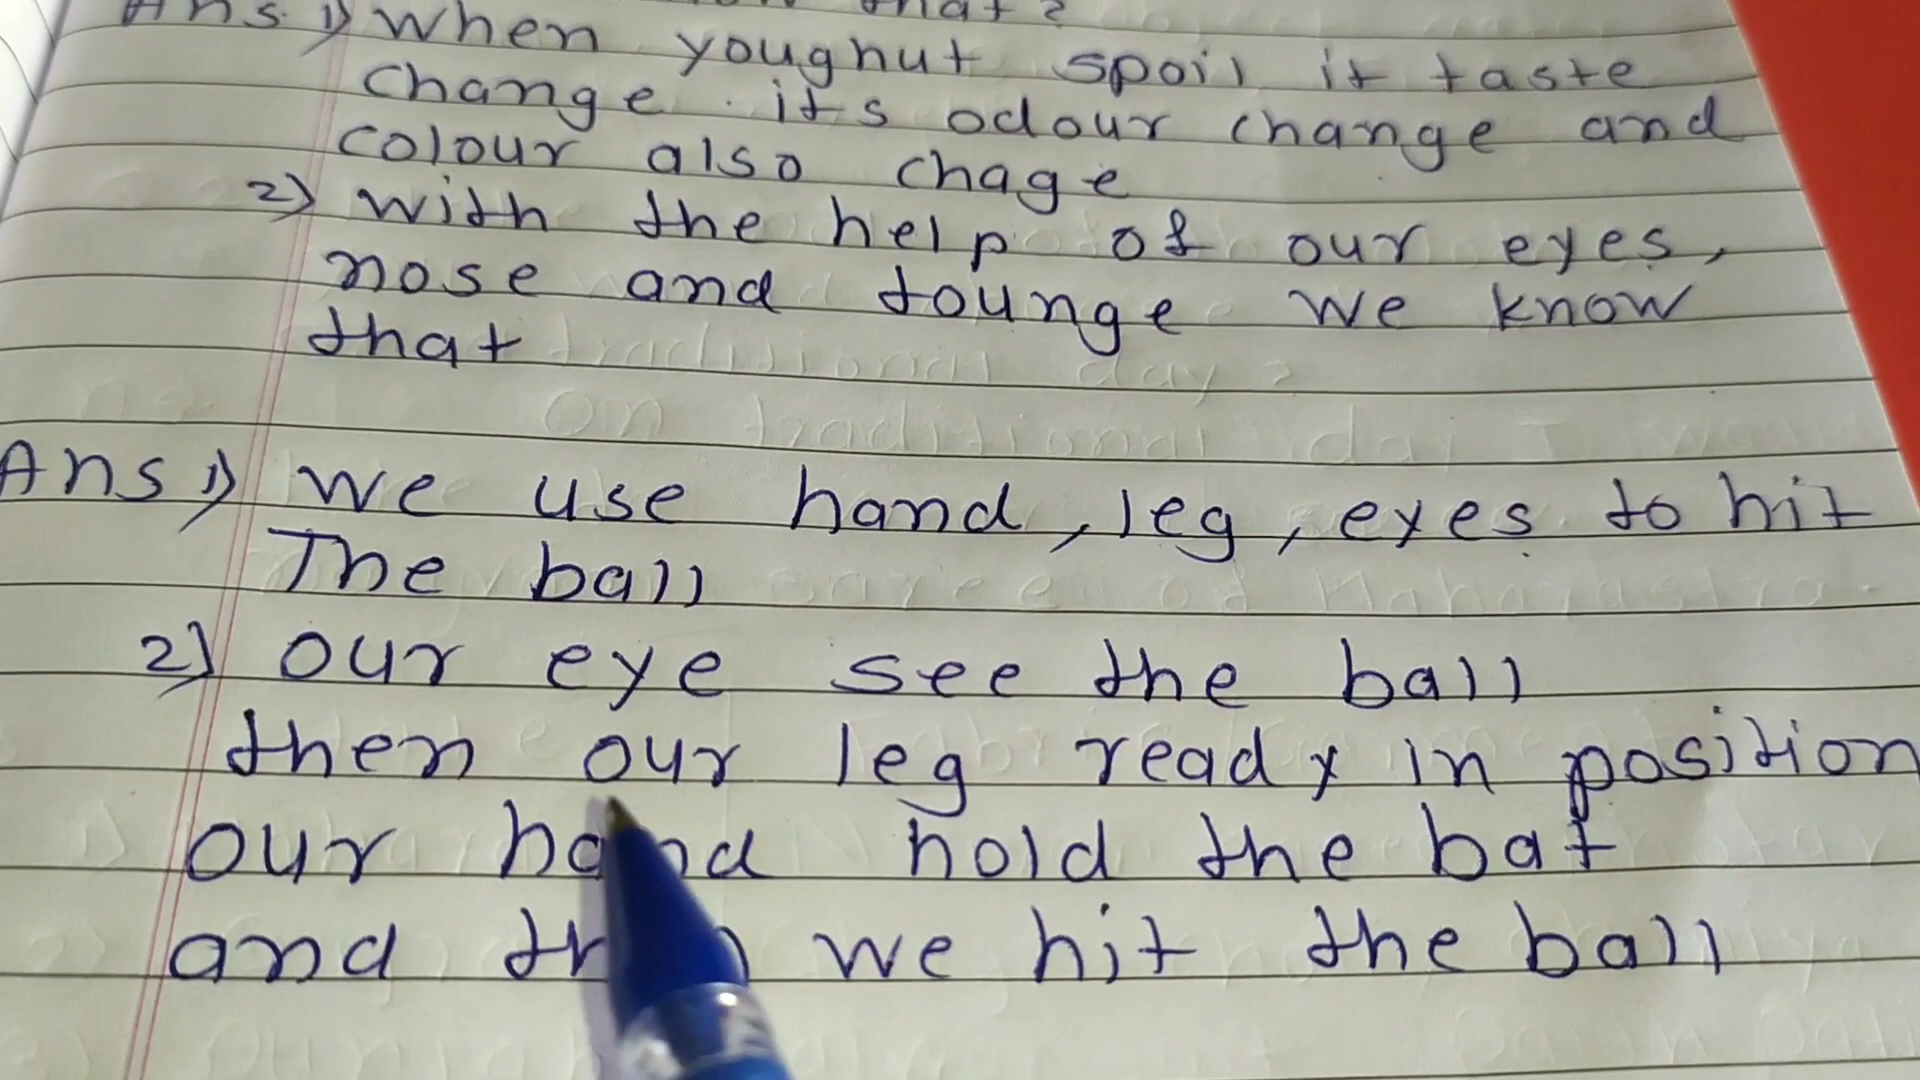 that?
Ans. 1) When youghut spoil it taste
change. its odour change and
colour also chage
2) with the help of our eyes,
nose and tounge we know
that
Ans 1) we use hand, leg, eyes to hit
The ball
2) our eye see the ball
then our leg ready in position
our hand hold the bat
and we hit the ball